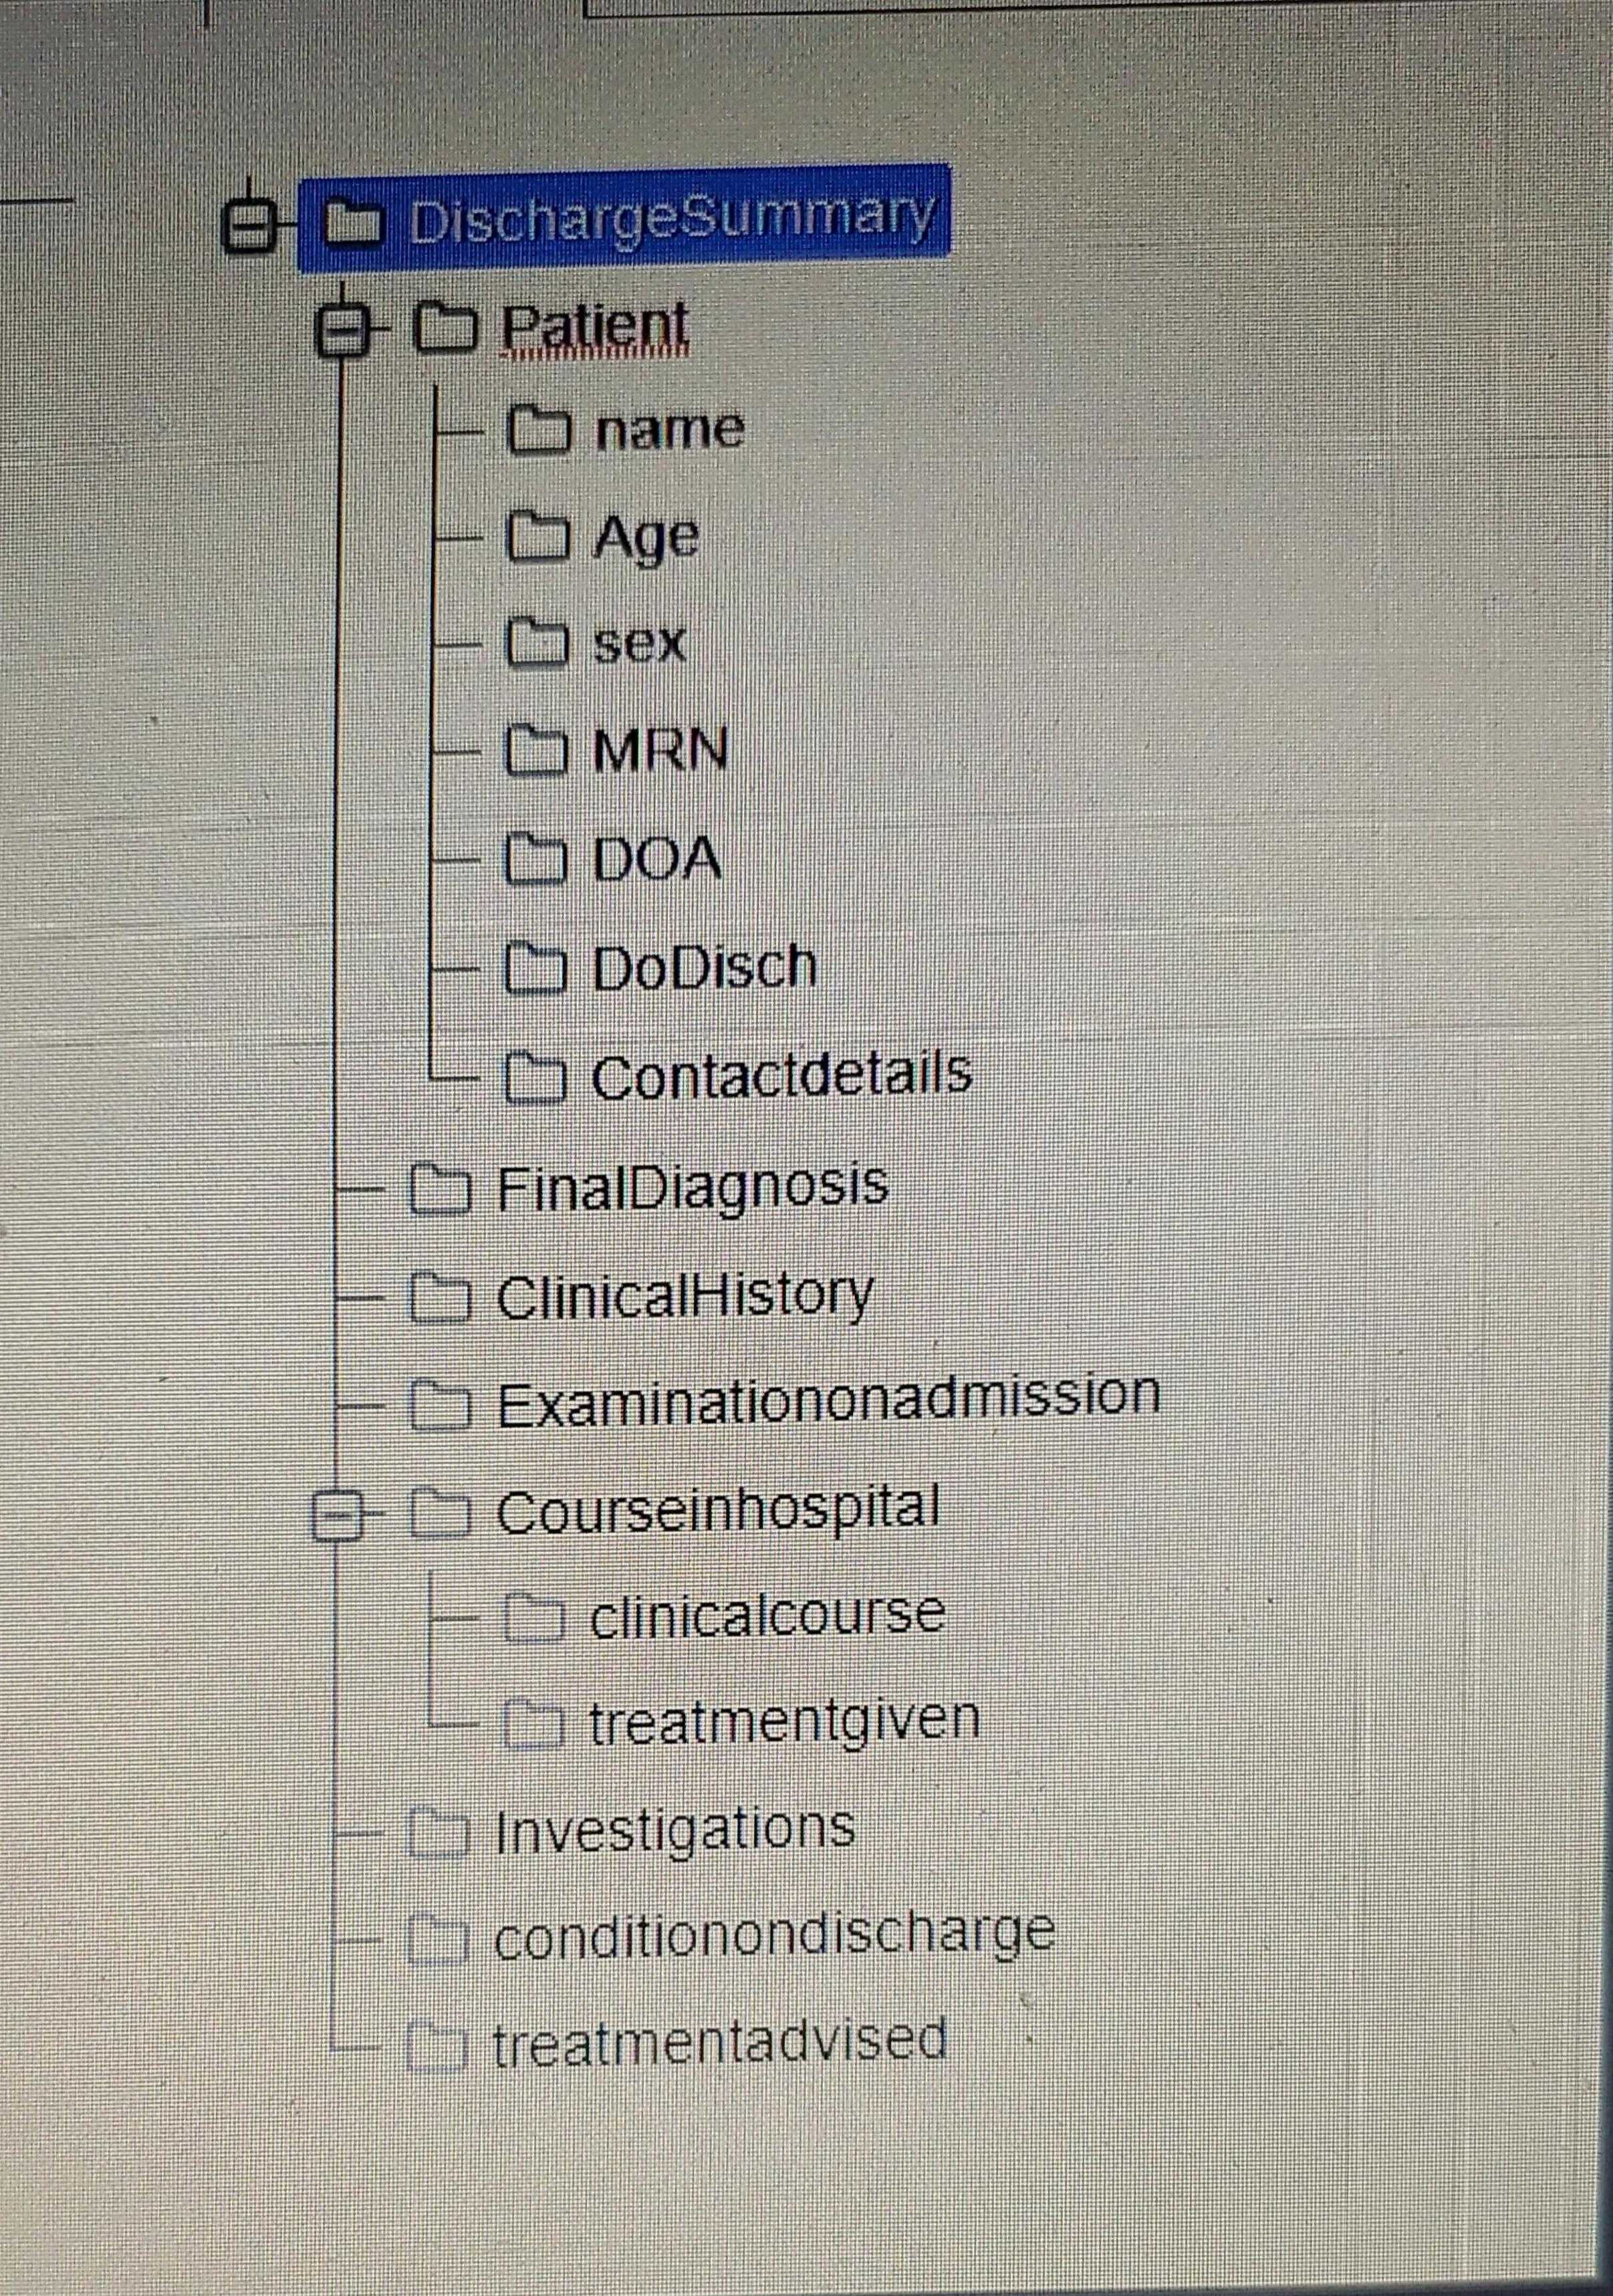 DischargeSummary
Patient
name
Age
sex
MRN
DOA
DoDisch
Contactdetails
FinalDiagnosis
ClinicalHistory
Examinationonadmission
Courseinhospital
clinicalcourse
treatmentgiven
Investigations
conditionondischarge
treatmentadvised